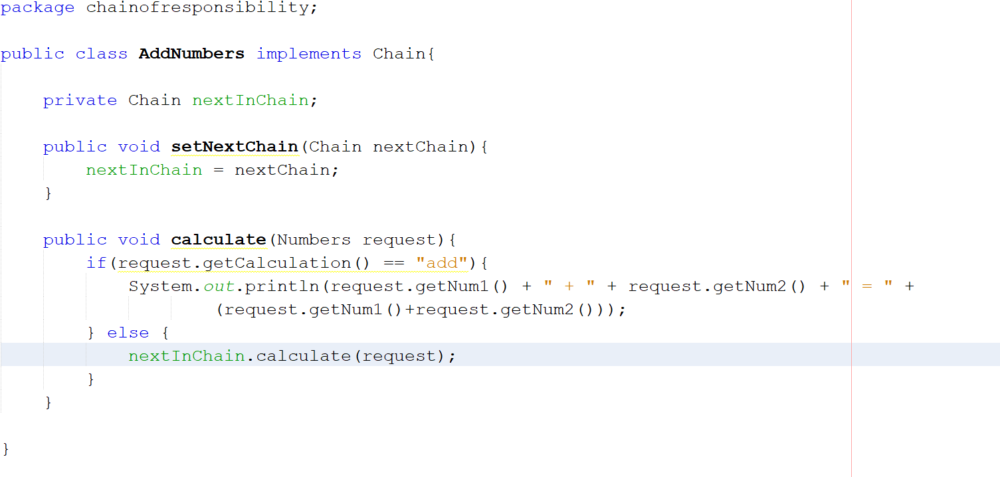 package chainofresponsibility;
public class AddNumbers implements Chain{
private Chain nextInChain;
public void setNextChain(Chain nextChain){
nextInChain = nextChain;
}
public void calculate(Numbers request){
if(request.getCalculation() == "add"){
System.out.println(request.getNum1() + " + " + request.getNum2() + " = " +
(request.getNum1()+request.getNum2()));
} else {
nextInChain.calculate(request);
}
}
}